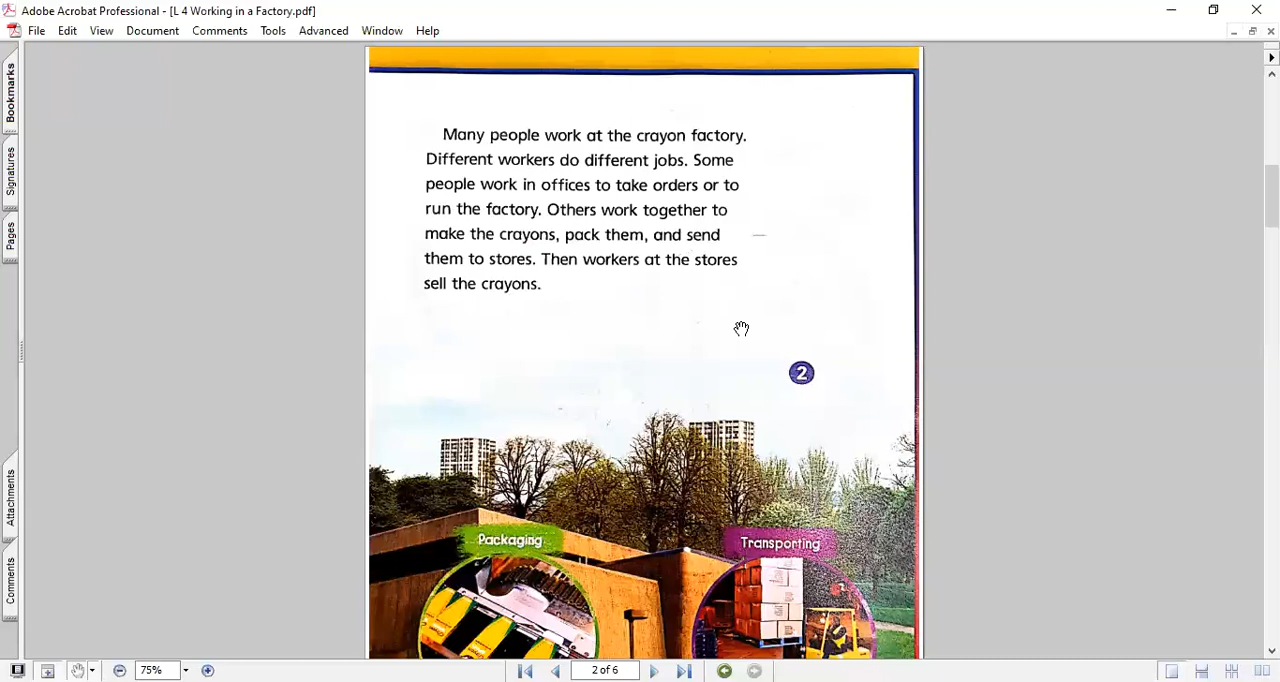 Adobe Acrobat Professional - [L 4 Working in a Factory.pdf]
File Edit View Document Comments Tools Advanced Window Help
Bookmarks
Signatures
Pages
Attachments
Comments
Many people work at the crayon factory.
Different workers do different jobs. Some
people work in offices to take orders or to
run the factory. Others work together to
make the crayons, pack them, and send
them to stores. Then workers at the stores
sell the crayons.
2
Packaging
Transporting
75%
2 of 6